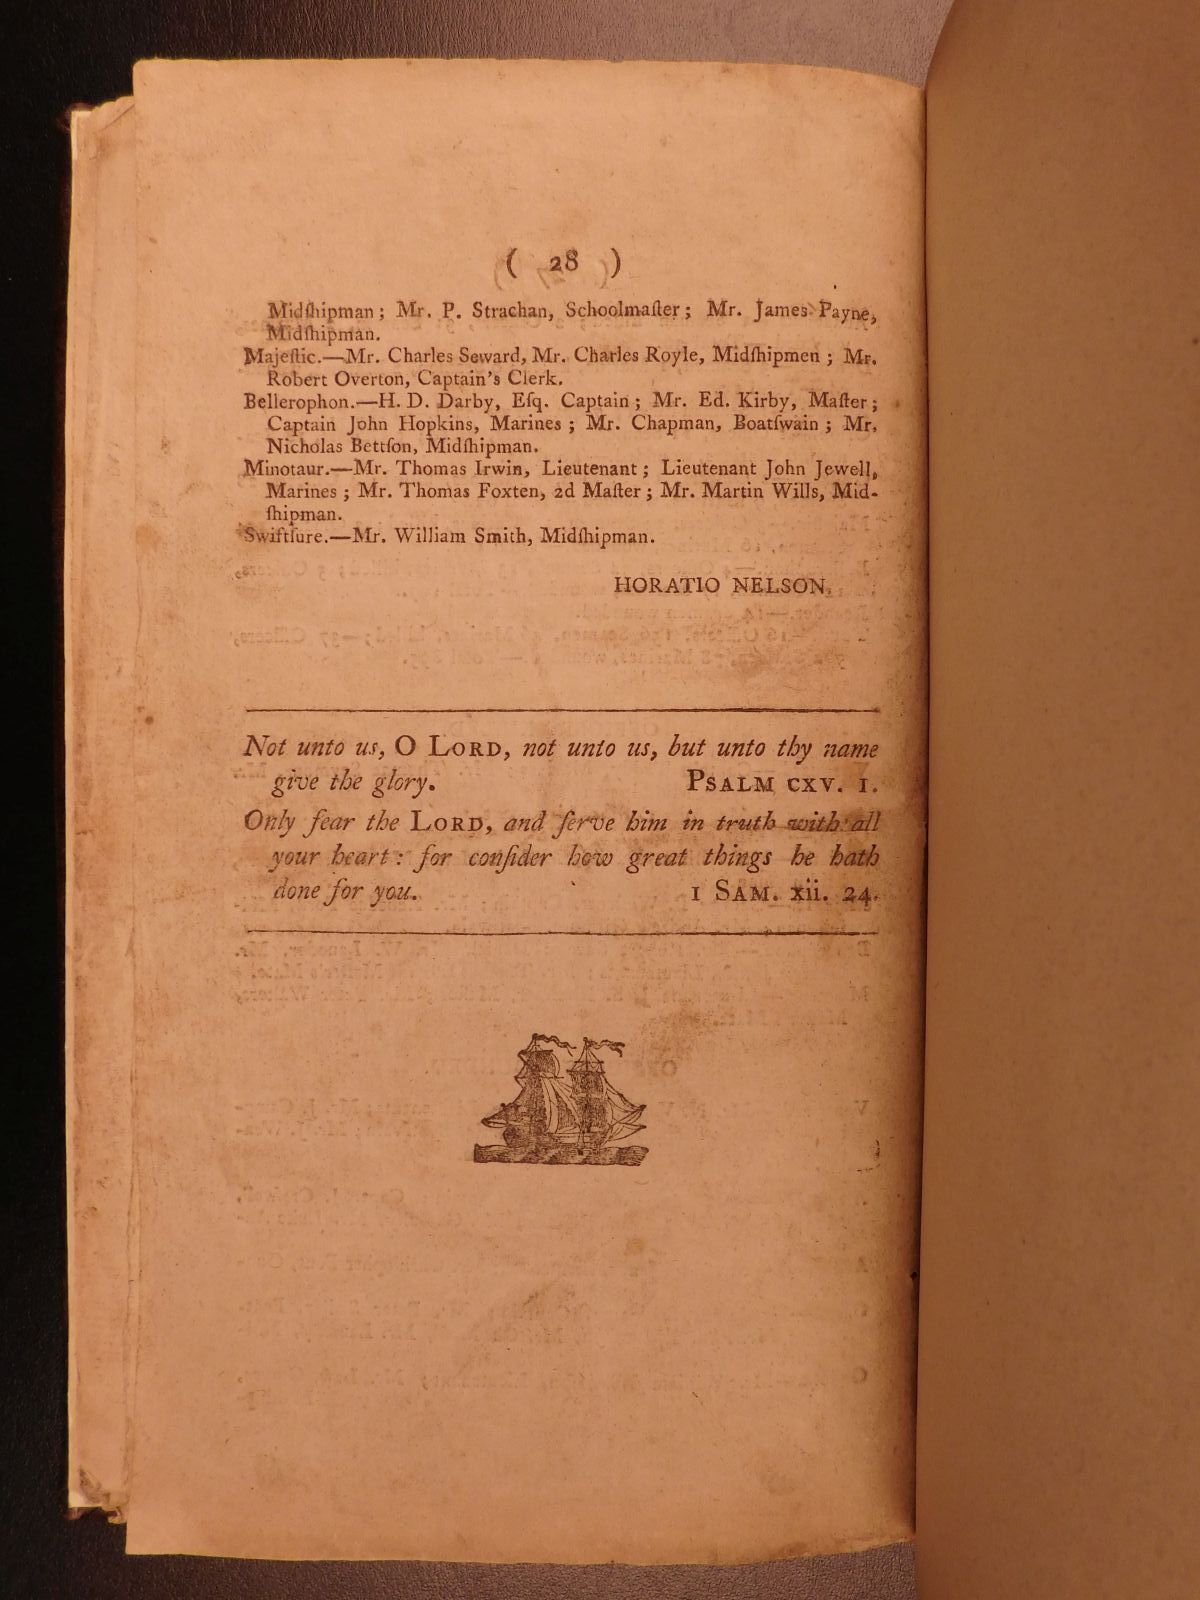 ( 28 )
Midſhipman; Mr. P. Strachan, Schoolmaſter; Mr. James Payne,
Midſhipman.
Majeſtic.—Mr. Charles Seward, Mr. Charles Royle, Midſhipmen; Mr.
Robert Overton, Captain's Clerk.
Bellerophon.—H. D. Darby, Eſq. Captain; Mr. Ed. Kirby, Maſter;
Captain John Hopkins, Marines; Mr. Chapman, Boatſwain; Mr.
Nicholas Bettſon, Midſhipman.
Minotaur.—Mr. Thomas Irwin, Lieutenant; Lieutenant John Jewell,
Marines; Mr. Thomas Foxten, 2d Maſter; Mr. Martin Wills, Mid-
ſhipman.
Swiftſure.—Mr. William Smith, Midſhipman.
HORATIO NELSON.
Not unto us, O LORD, not unto us, but unto thy name
give the glory. PSALM CXV. 1.
Only fear the LORD, and ſerve him in truth with all
your heart: for conſider how great things he hath
done for you. 1 SAM. xii. 24.